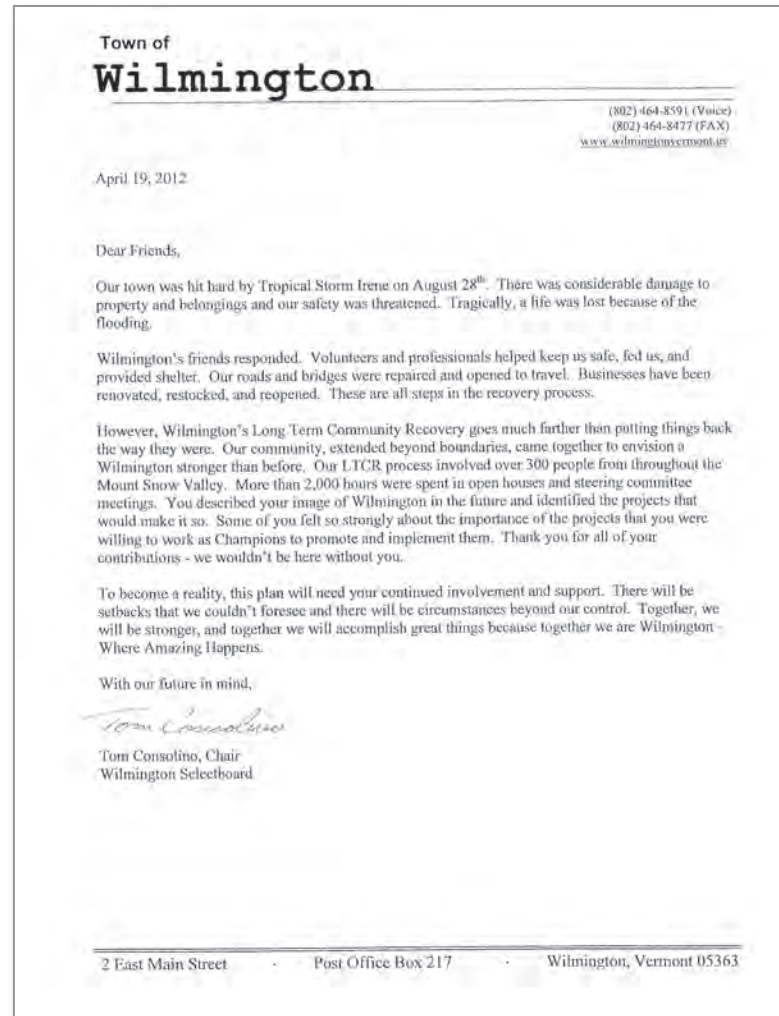 Town of
Wilmington
(802) 464-8591 (Voice)
(802) 464-8477 (FAX)
www.wilmingtonvermont.us
April 19, 2012
Dear Friends,
Our town was hit hard by Tropical Storm Irene on August 28th. There was considerable damage to
property and belongings and our safety was threatened. Tragically, a life was lost because of the
flooding.
Wilmington's friends responded. Volunteers and professionals helped keep us safe, fed us, and
provided shelter. Our roads and bridges were repaired and opened to travel. Businesses have been
renovated, restocked, and reopened. These are all steps in the recovery process.
However, Wilmington's Long Term Community Recovery goes much farther than putting things back
the way they were. Our community, extended beyond boundaries, came together to envision a
Wilmington stronger than before. Our LTCR process involved over 300 people from throughout the
Mount Snow Valley. More than 2,000 hours were spent in open houses and steering committee
meetings. You described your image of Wilmington in the future and identified the projects that
would make it so. Some of you felt so strongly about the importance of the projects that you were
willing to work as Champions to promote and implement them. Thank you for all of your
contributions - we wouldn't be here without you.
To become a reality, this plan will need your continued involvement and support. There will be
setbacks that we couldn't foresee and there will be circumstances beyond our control. Together, we
will be stronger, and together we will accomplish great things because together we are Wilmington -
Where Amazing Happens.
With our future in mind,
Tom Consolino
Tom Consolino, Chair
Wilmington Selectboard
2 East Main Street · Post Office Box 217 · Wilmington, Vermont 05363